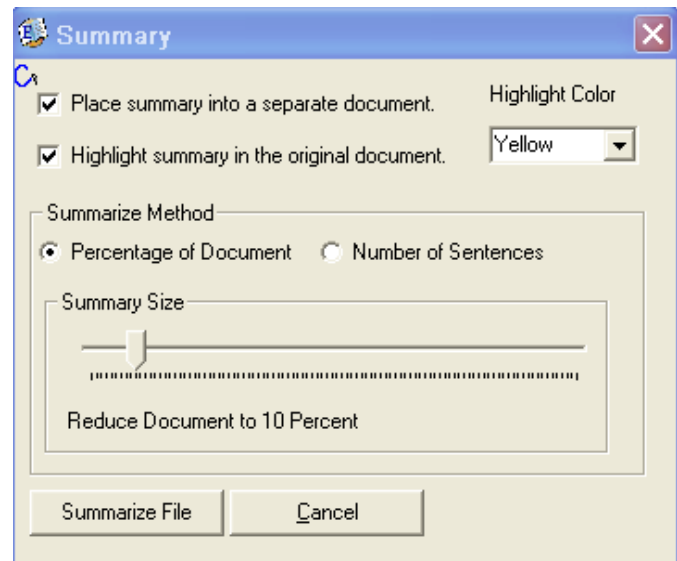 Summary
Place summary into a separate document.
Highlight Color
Highlight summary in the original document.
Yellow
Summarize Method
Percentage of Document
Number of Sentences
Summary Size
Reduce Document to 10 Percent
Summarize File
Cancel